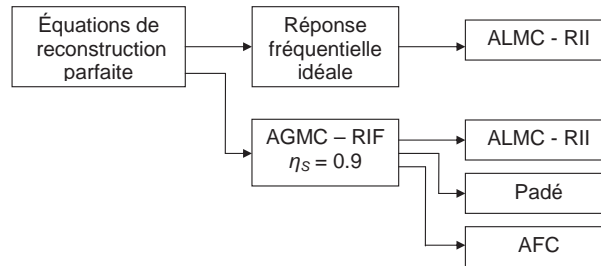 Équations de
reconstruction
parfaite
Réponse
fréquentielle
idéale
ALMC - RII
AGMC – RIF
ηS = 0.9
ALMC - RII
Padé
AFC